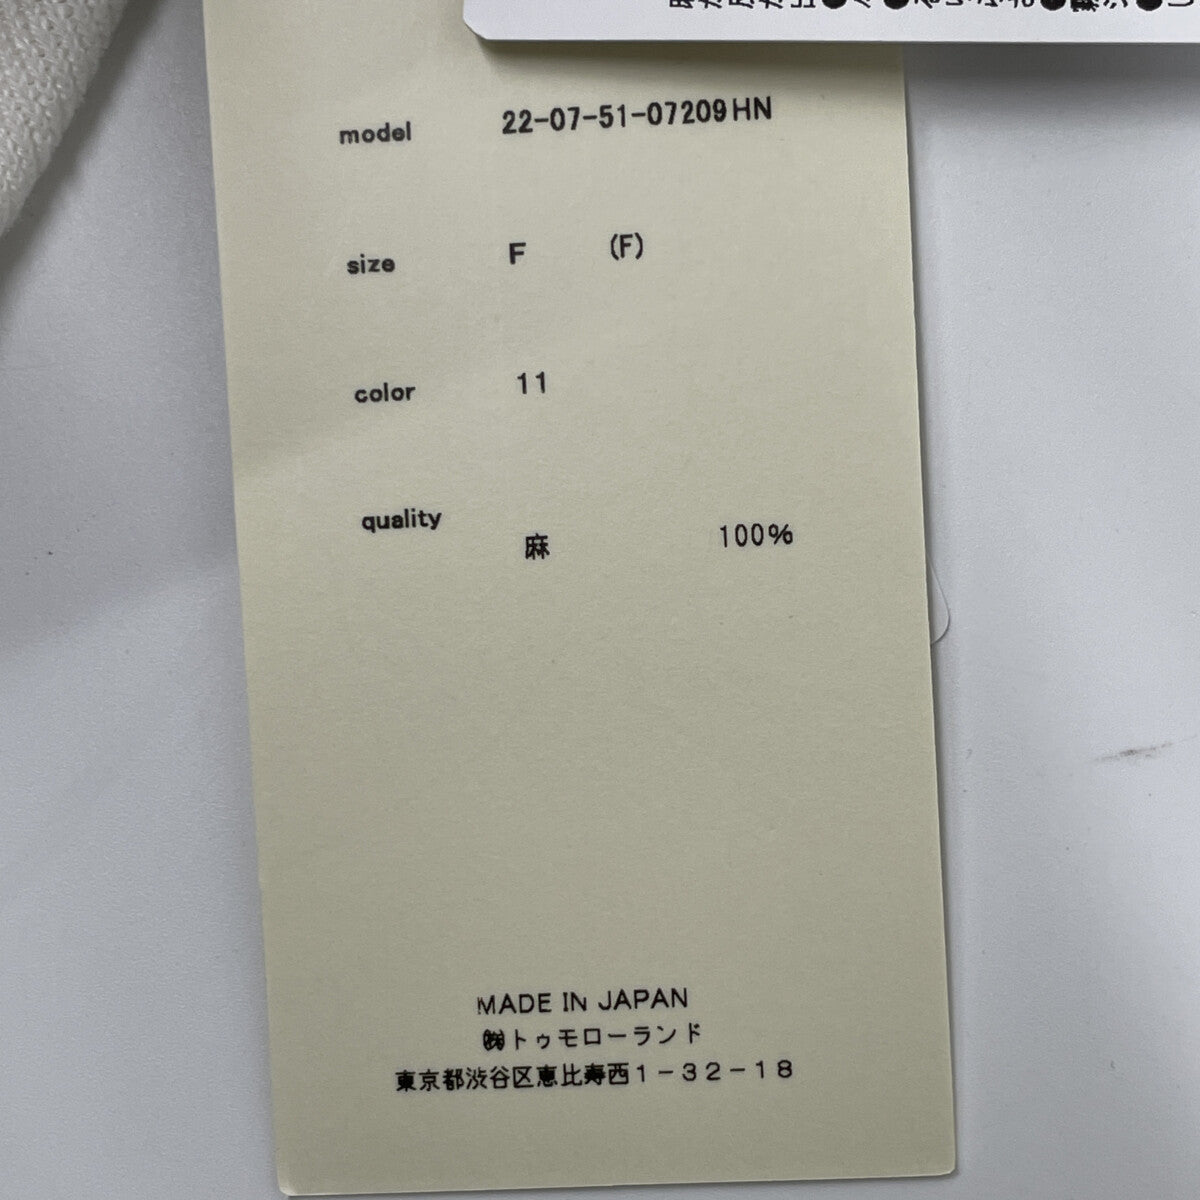 model 22-07-51-07209HN
size F (F)
color 11
quality
麻 100%
MADE IN JAPAN
㈱トゥモローランド
東京都渋谷区恵比寿西1-32-18